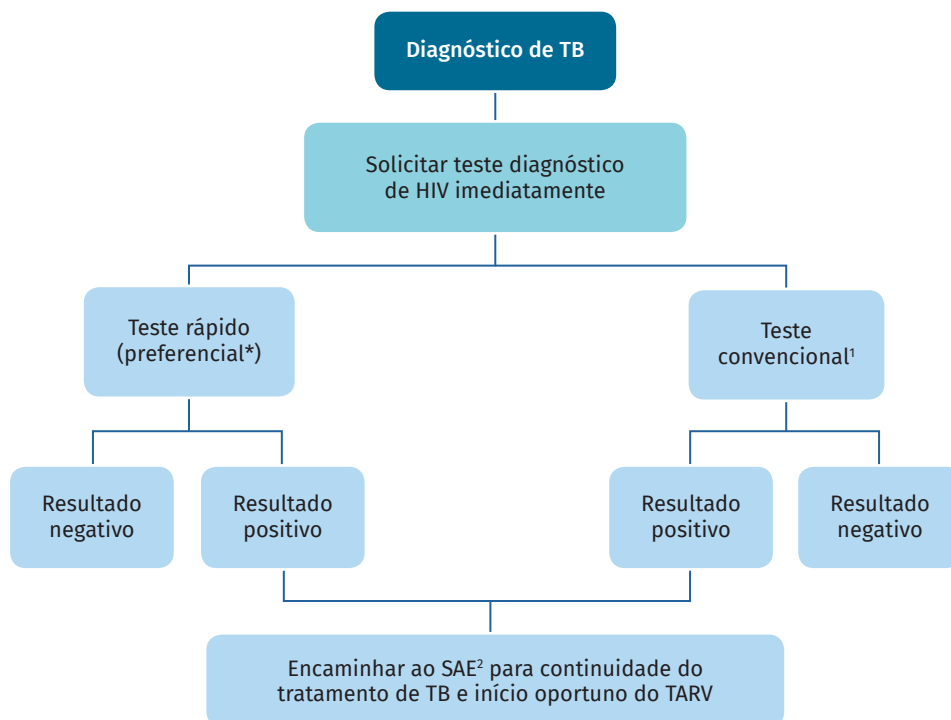 Diagnóstico de TB
Solicitar teste diagnóstico
de HIV imediatamente
Teste rápido
(preferencial*)
Teste
convencional¹
Resultado
negativo
Resultado
positivo
Resultado
positivo
Resultado
negativo
Encaminhar ao SAE² para continuidade do
tratamento de TB e início oportuno do TARV